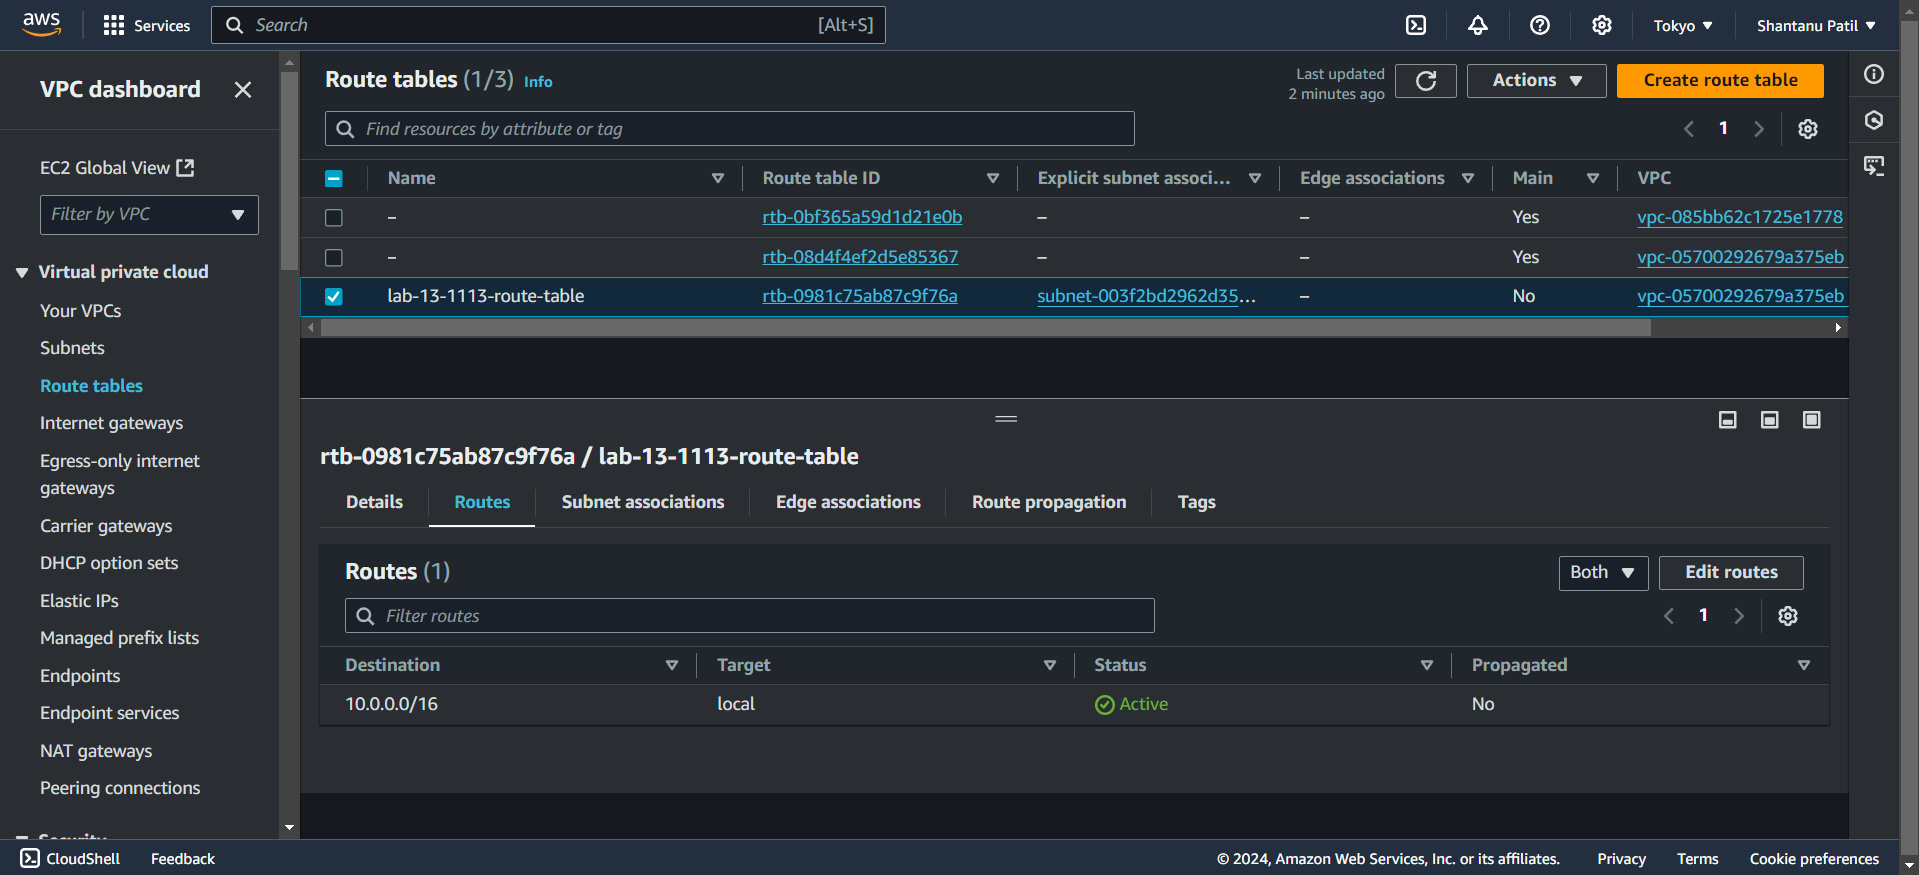 aws
Services
Search
[Alt+S]
Tokyo
Shantanu Patil
VPC dashboard
EC2 Global View
Filter by VPC
Virtual private cloud
Your VPCs
Subnets
Route tables
Internet gateways
Egress-only internet
gateways
Carrier gateways
DHCP option sets
Elastic IPs
Managed prefix lists
Endpoints
Endpoint services
NAT gateways
Peering connections
Security
Route tables (1/3) Info
Last updated
2 minutes ago
Actions
Create route table
Find resources by attribute or tag
1
Name Route table ID Explicit subnet associ... Edge associations Main VPC
– rtb-0bf365a59d1d21e0b – – Yes vpc-085bb62c1725e1778
– rtb-08d4f4ef2d5e85367 – – Yes vpc-05700292679a375eb
lab-13-1113-route-table rtb-0981c75ab87c9f76a subnet-003f2bd2962d35... – No vpc-05700292679a375eb
rtb-0981c75ab87c9f76a / lab-13-1113-route-table
Details Routes Subnet associations Edge associations Route propagation Tags
Routes (1)
Both
Edit routes
Filter routes
1
Destination Target Status Propagated
10.0.0.0/16 local Active No
CloudShell Feedback
© 2024, Amazon Web Services, Inc. or its affiliates. Privacy Terms Cookie preferences